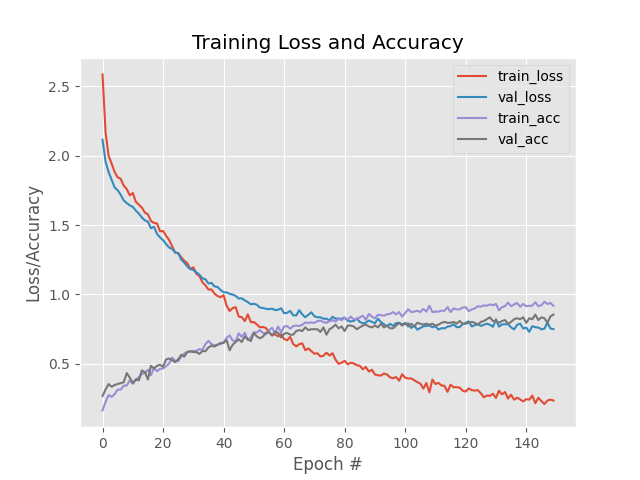 Training Loss and Accuracy
train_loss
val_loss
train_acc
val_acc
Loss/Accuracy
2.5
2.0
1.5
1.0
0.5
0 20 40 60 80 100 120 140
Epoch #